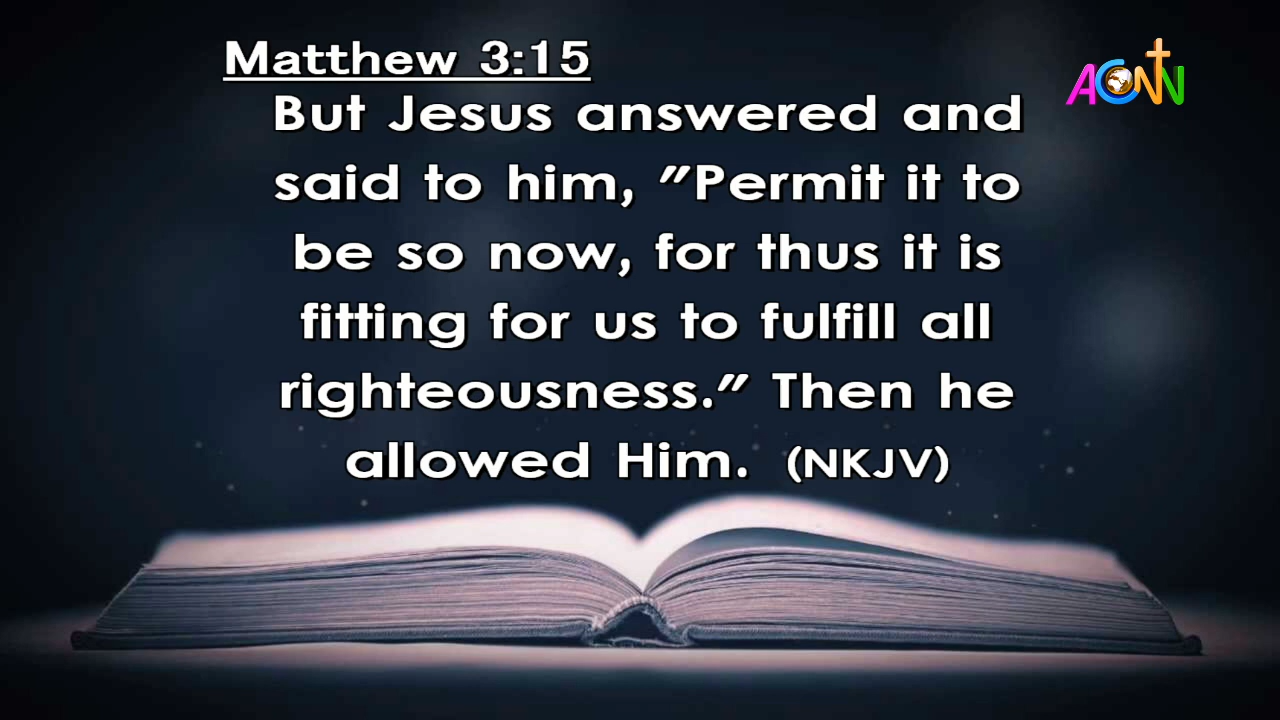 Matthew 3:15
ACNN
But Jesus answered and
said to him, "Permit it to
be so now, for thus it is
fitting for us to fulfill all
righteousness." Then he
allowed Him. (NKJV)